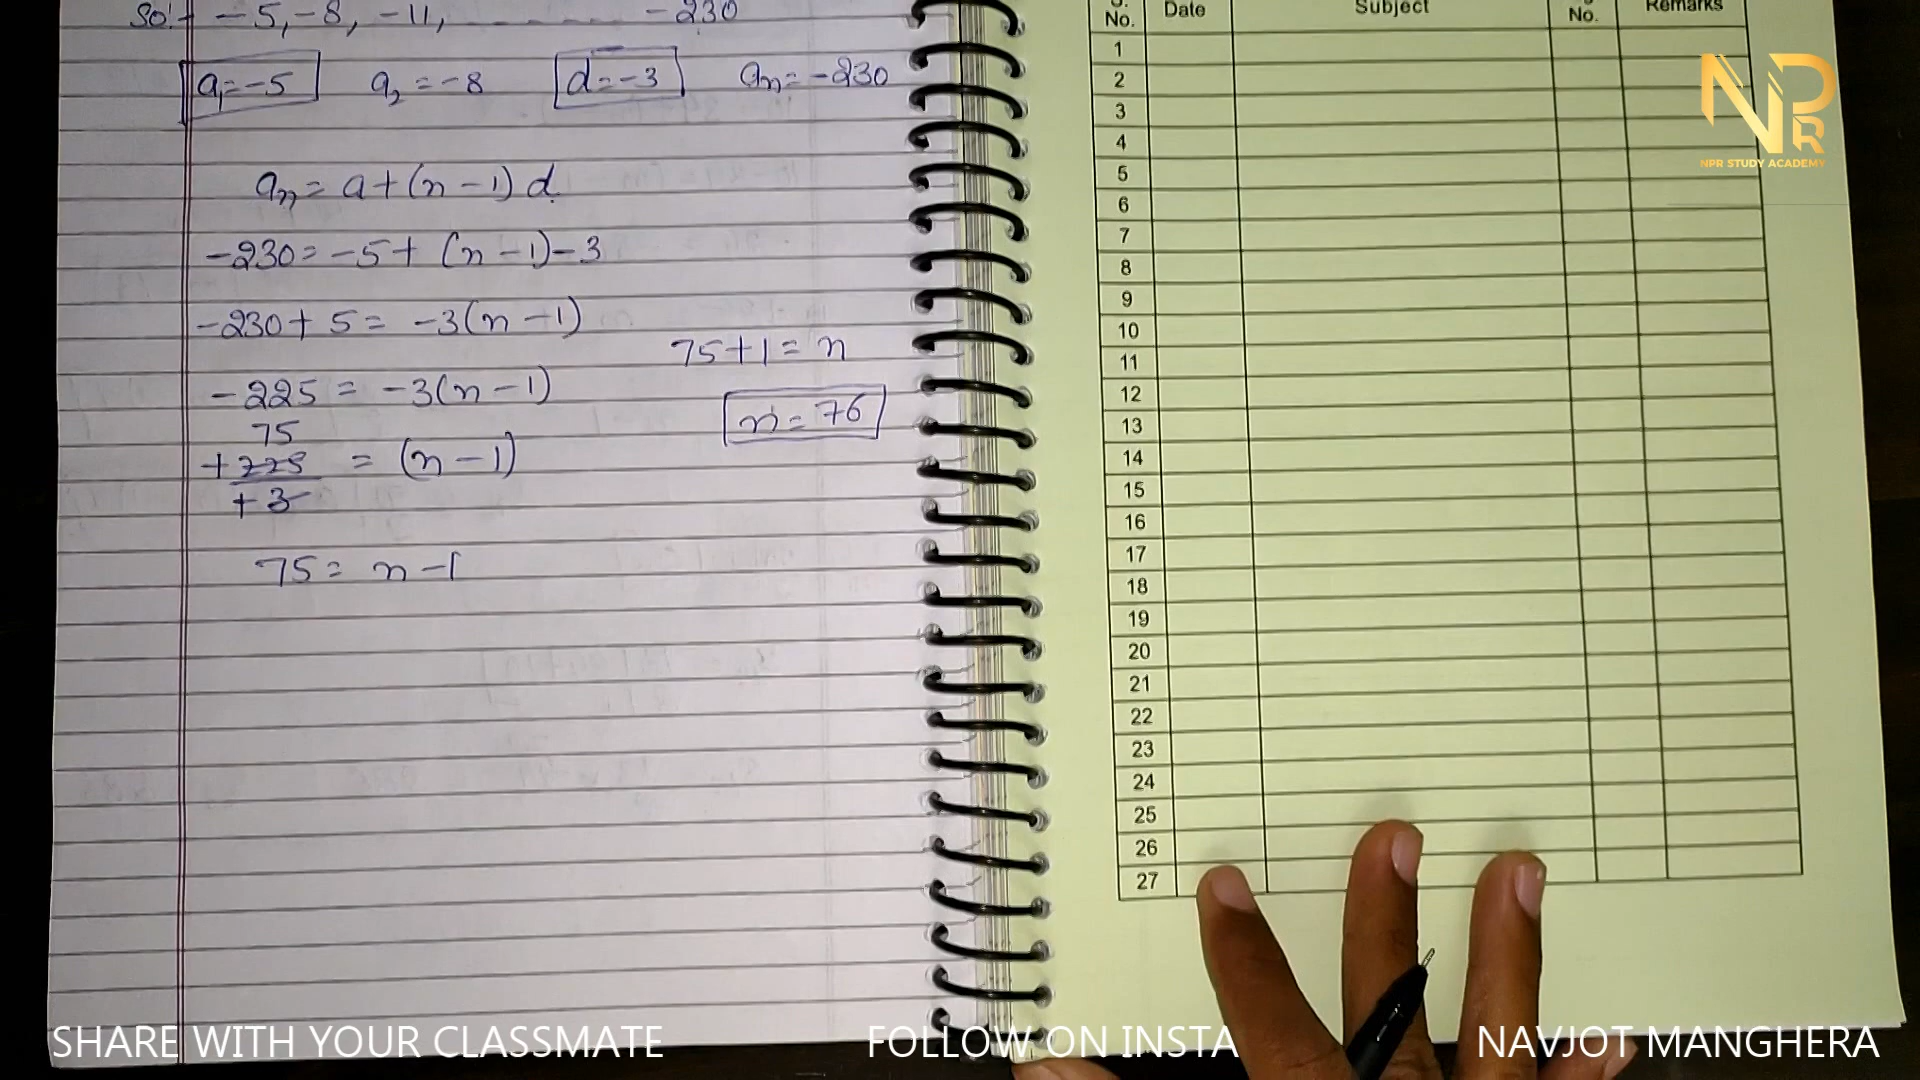 Sol - -5, -8, -11, ........ -230
a₁=-5 a₂=-8 d=-3 aₙ=-230
aₙ= a+(n-1) d.
-230= -5+ (n-1)-3
-230+5= -3(n-1)
-225 = -3(n-1)
75
+225 = (n-1)
+3
75= n-1
75+1= n
n= 76
S. No. Date Subject No. Remarks
1
2
3
4
5
6
7
8
9
10
11
12
13
14
15
16
17
18
19
20
21
22
23
24
25
26
27
NPR
NPR STUDY ACADEMY
SHARE WITH YOUR CLASSMATE FOLLOW ON INSTA NAVJOT MANGHERA